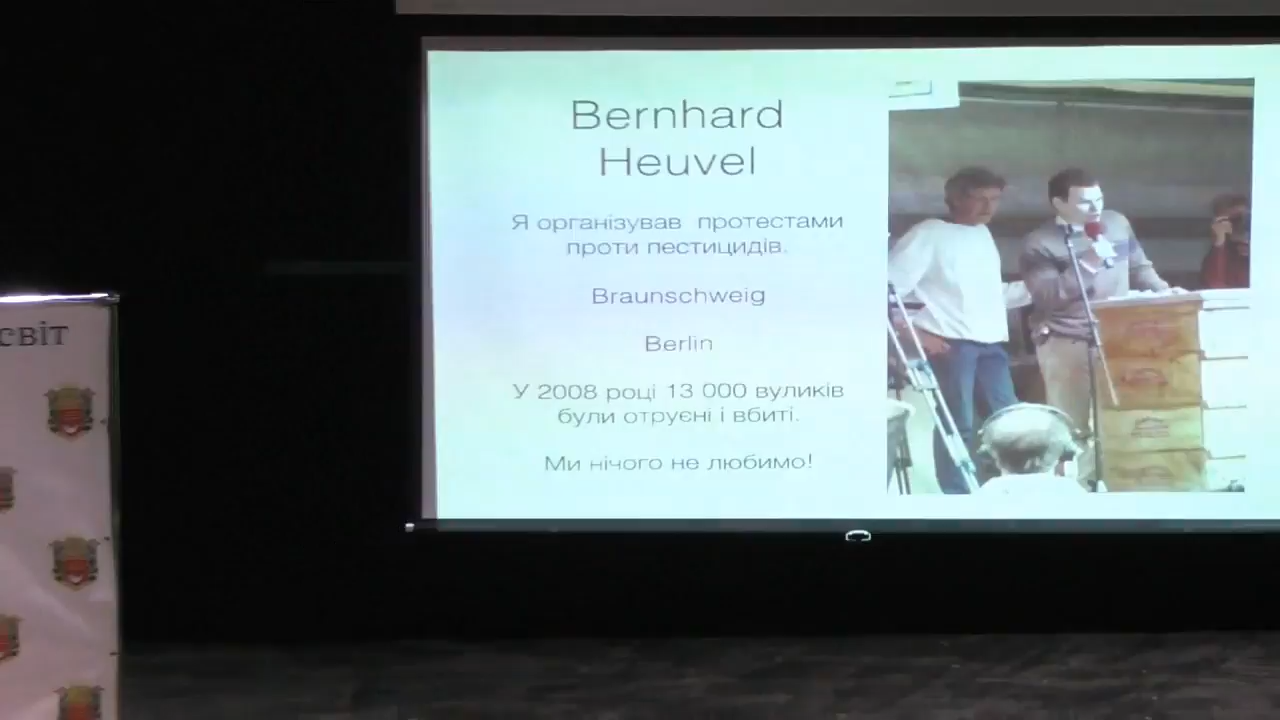 Bernhard
Heuvel
Я організував протестами
проти пестицидів.
Braunschweig
Berlin
У 2008 році 13 000 вуликів
були отруєні і вбиті.
Ми нічого не любимо!
світ